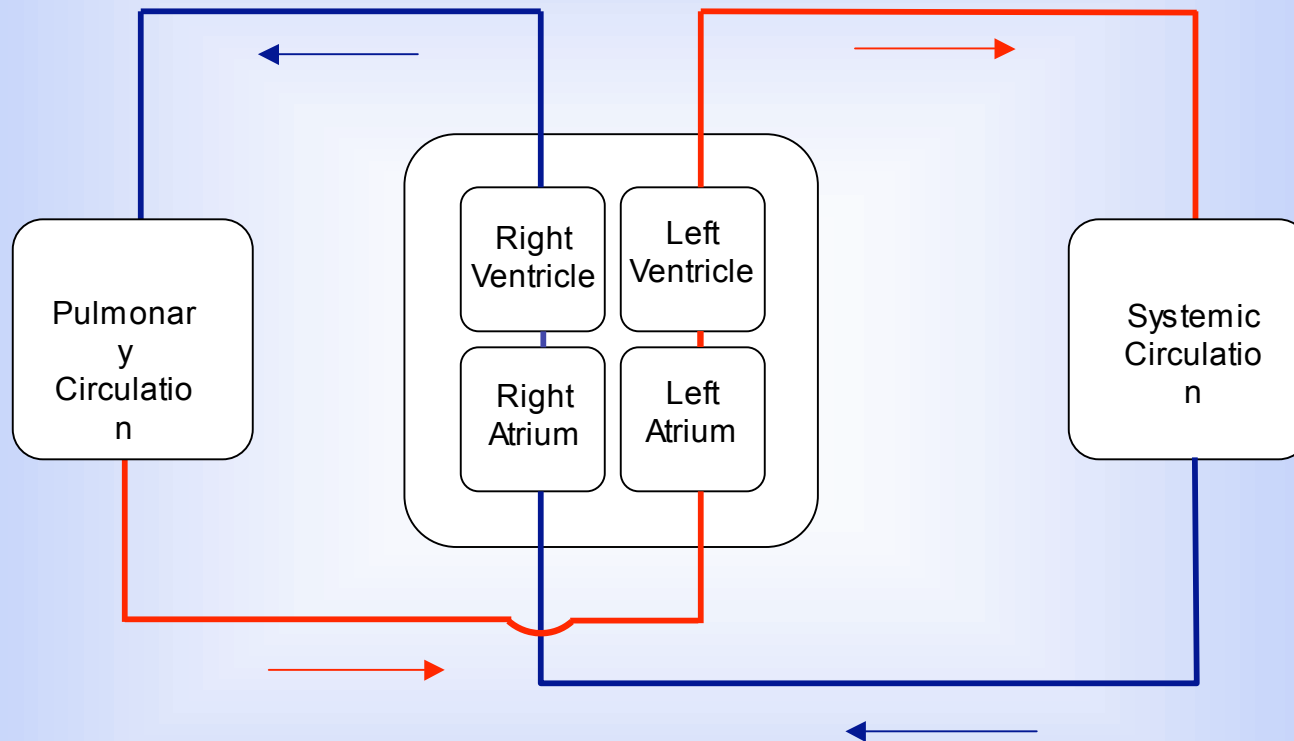 Right
Ventricle
Left
Ventricle
Pulmonar
y
Circulatio
n
Systemic
Circulatio
n
Right
Atrium
Left
Atrium